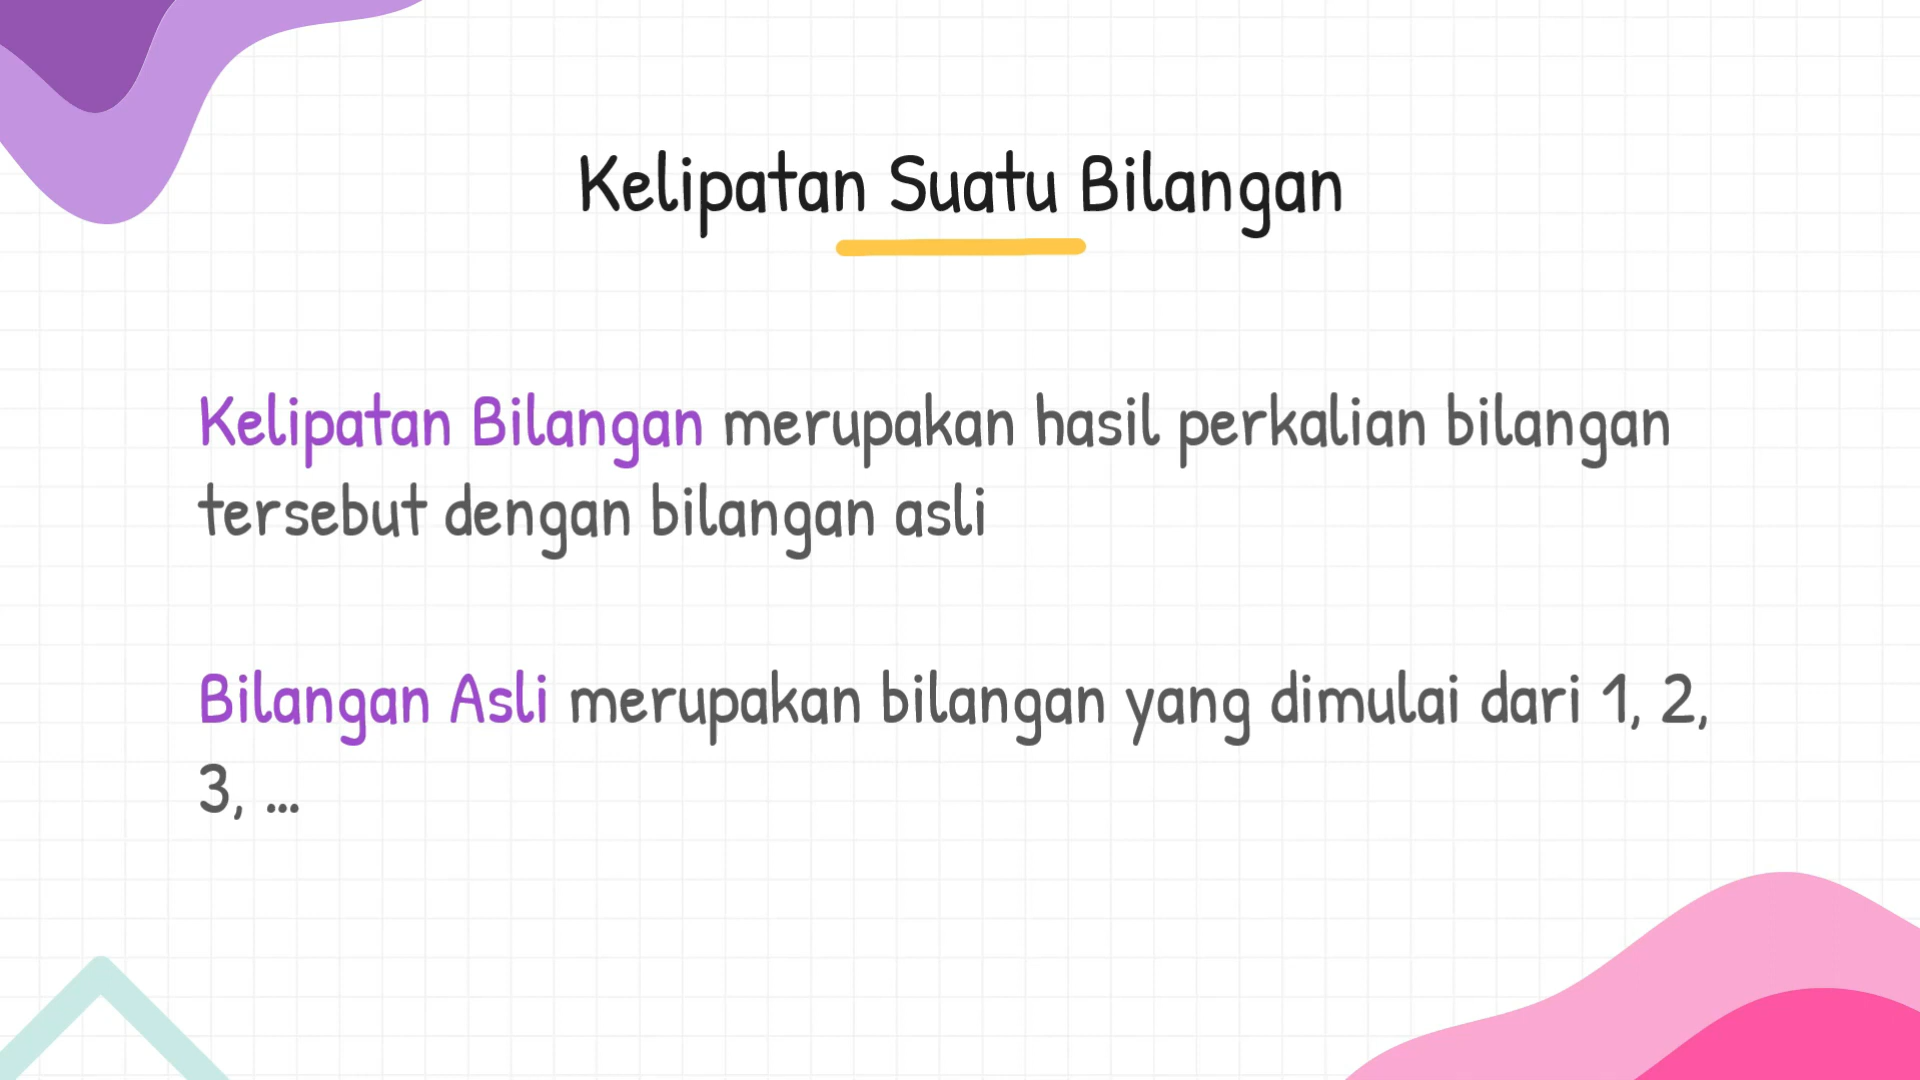 Kelipatan Suatu Bilangan
Kelipatan Bilangan merupakan hasil perkalian bilangan
tersebut dengan bilangan asli
Bilangan Asli merupakan bilangan yang dimulai dari 1, 2,
3, ...